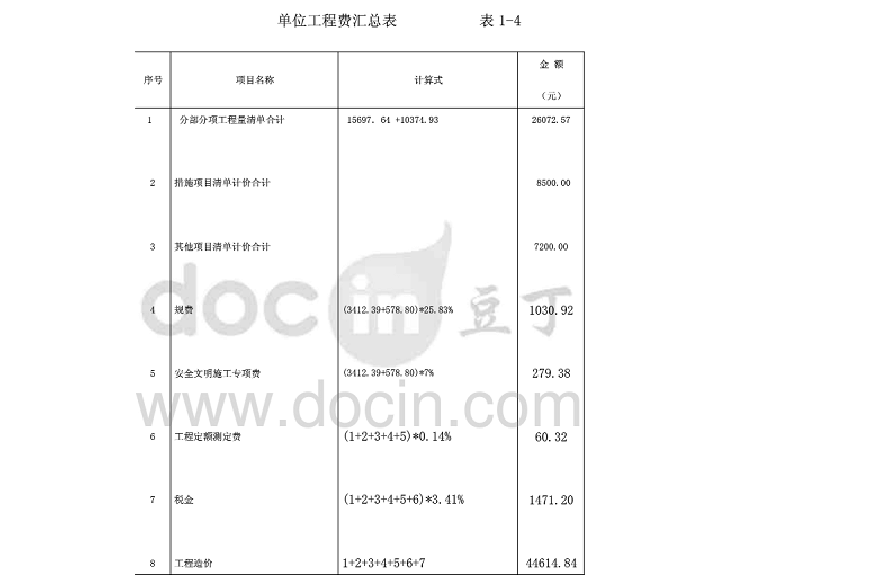 单位工程费汇总表 表 1-4
金 额
序号 项目名称 计算式
（元）
1 分部分项工程量清单合计 15697. 64 +10374.93 26072.57
2 措施项目清单计价合计 8500.00
3 其他项目清单计价合计 7200.00
docin 豆丁
4 规费 (3412.39+578.80)*25.83% 1030.92
5 安全文明施工专项费 (3412.39+578.80)*7% 279.38
www.docin.com
6 工程定额测定费 (1+2+3+4+5)*0.14% 60.32
7 税金 (1+2+3+4+5+6)*3.41% 1471.20
8 工程造价 1+2+3+4+5+6+7 44614.84